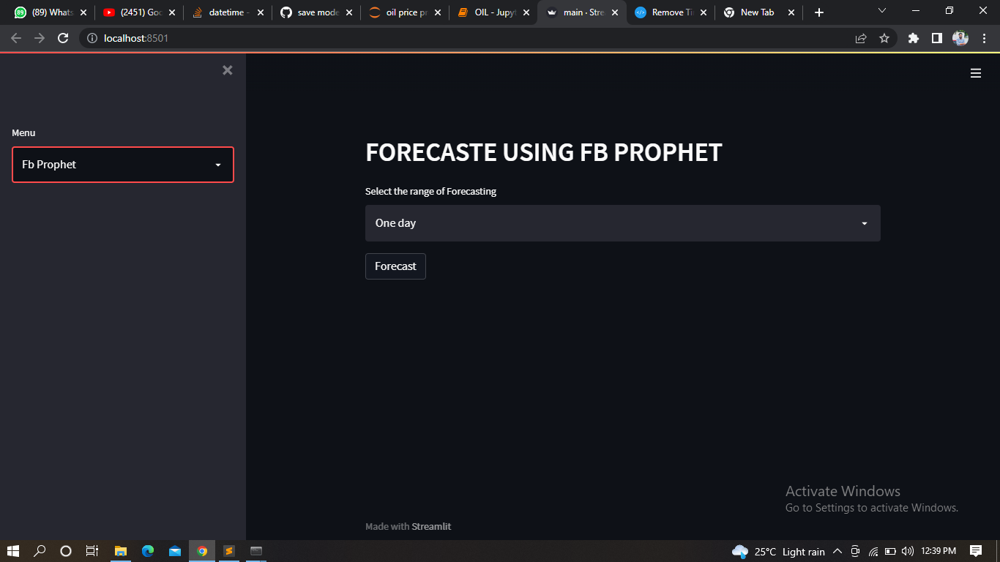 (89) Whats
(2451) Goo
datetime -
save mode
oil price pr
OIL - Jupyt
main · Stre
Remove Ti
New Tab
localhost:8501
Menu
Fb Prophet
FORECASTE USING FB PROPHET
Select the range of Forecasting
One day
Forecast
Activate Windows
Go to Settings to activate Windows.
Made with Streamlit
25°C Light rain
12:39 PM